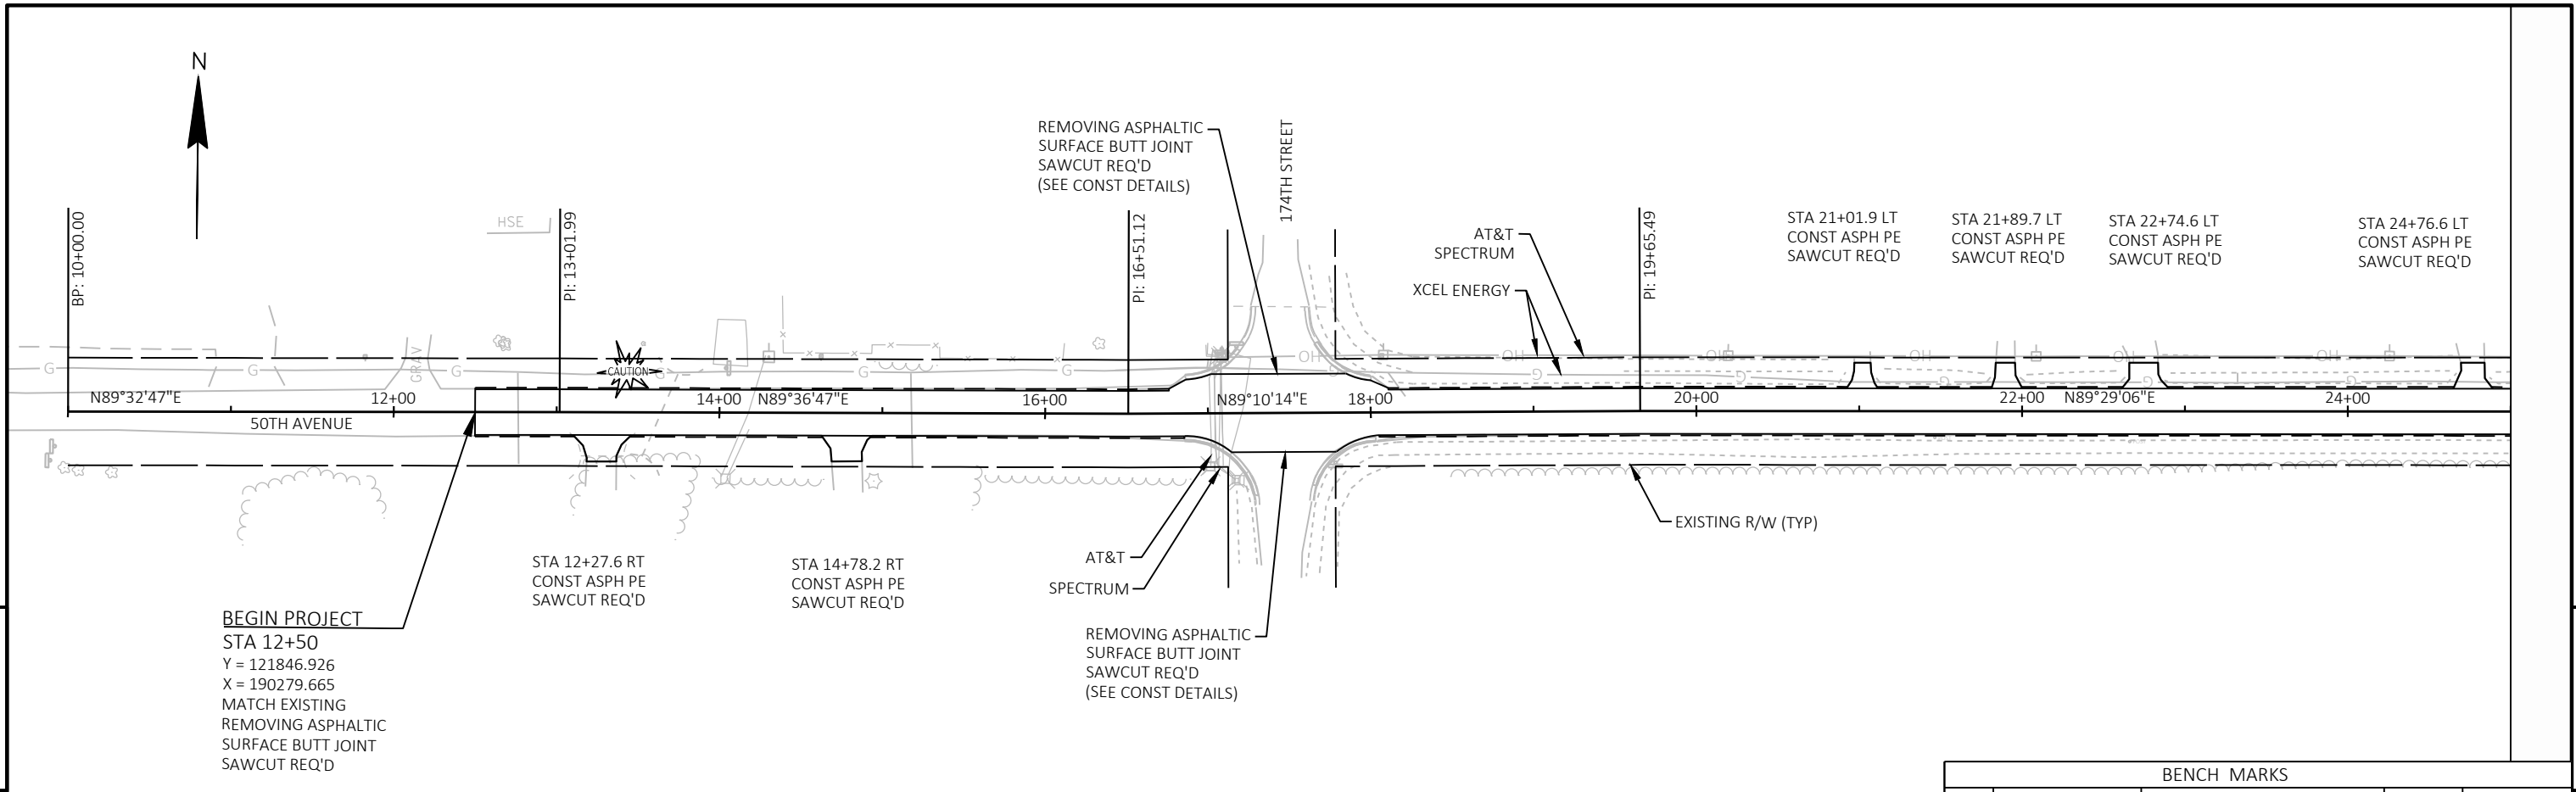 N
BP: 10+00.00
HSE
PI: 13+01.99
REMOVING ASPHALTIC
SURFACE BUTT JOINT
SAWCUT REQ'D
(SEE CONST DETAILS)
PI: 16+51.12
174TH STREET
AT&T
SPECTRUM
XCEL ENERGY
PI: 19+65.49
STA 21+01.9 LT
CONST ASPH PE
SAWCUT REQ'D
STA 21+89.7 LT
CONST ASPH PE
SAWCUT REQ'D
STA 22+74.6 LT
CONST ASPH PE
SAWCUT REQ'D
STA 24+76.6 LT
CONST ASPH PE
SAWCUT REQ'D
G
G
GRAV
G
CAUTION
G
G
G
OH
OH
OH
OH
OH
OH
G
G
G
G
G
N89°32'47"E
12+00
14+00
N89°36'47"E
16+00
N89°10'14"E
18+00
20+00
22+00
N89°29'06"E
24+00
50TH AVENUE
EXISTING R/W (TYP)
STA 12+27.6 RT
CONST ASPH PE
SAWCUT REQ'D
STA 14+78.2 RT
CONST ASPH PE
SAWCUT REQ'D
AT&T
SPECTRUM
REMOVING ASPHALTIC
SURFACE BUTT JOINT
SAWCUT REQ'D
(SEE CONST DETAILS)
BEGIN PROJECT
STA 12+50
Y = 121846.926
X = 190279.665
MATCH EXISTING
REMOVING ASPHALTIC
SURFACE BUTT JOINT
SAWCUT REQ'D
BENCH MARKS